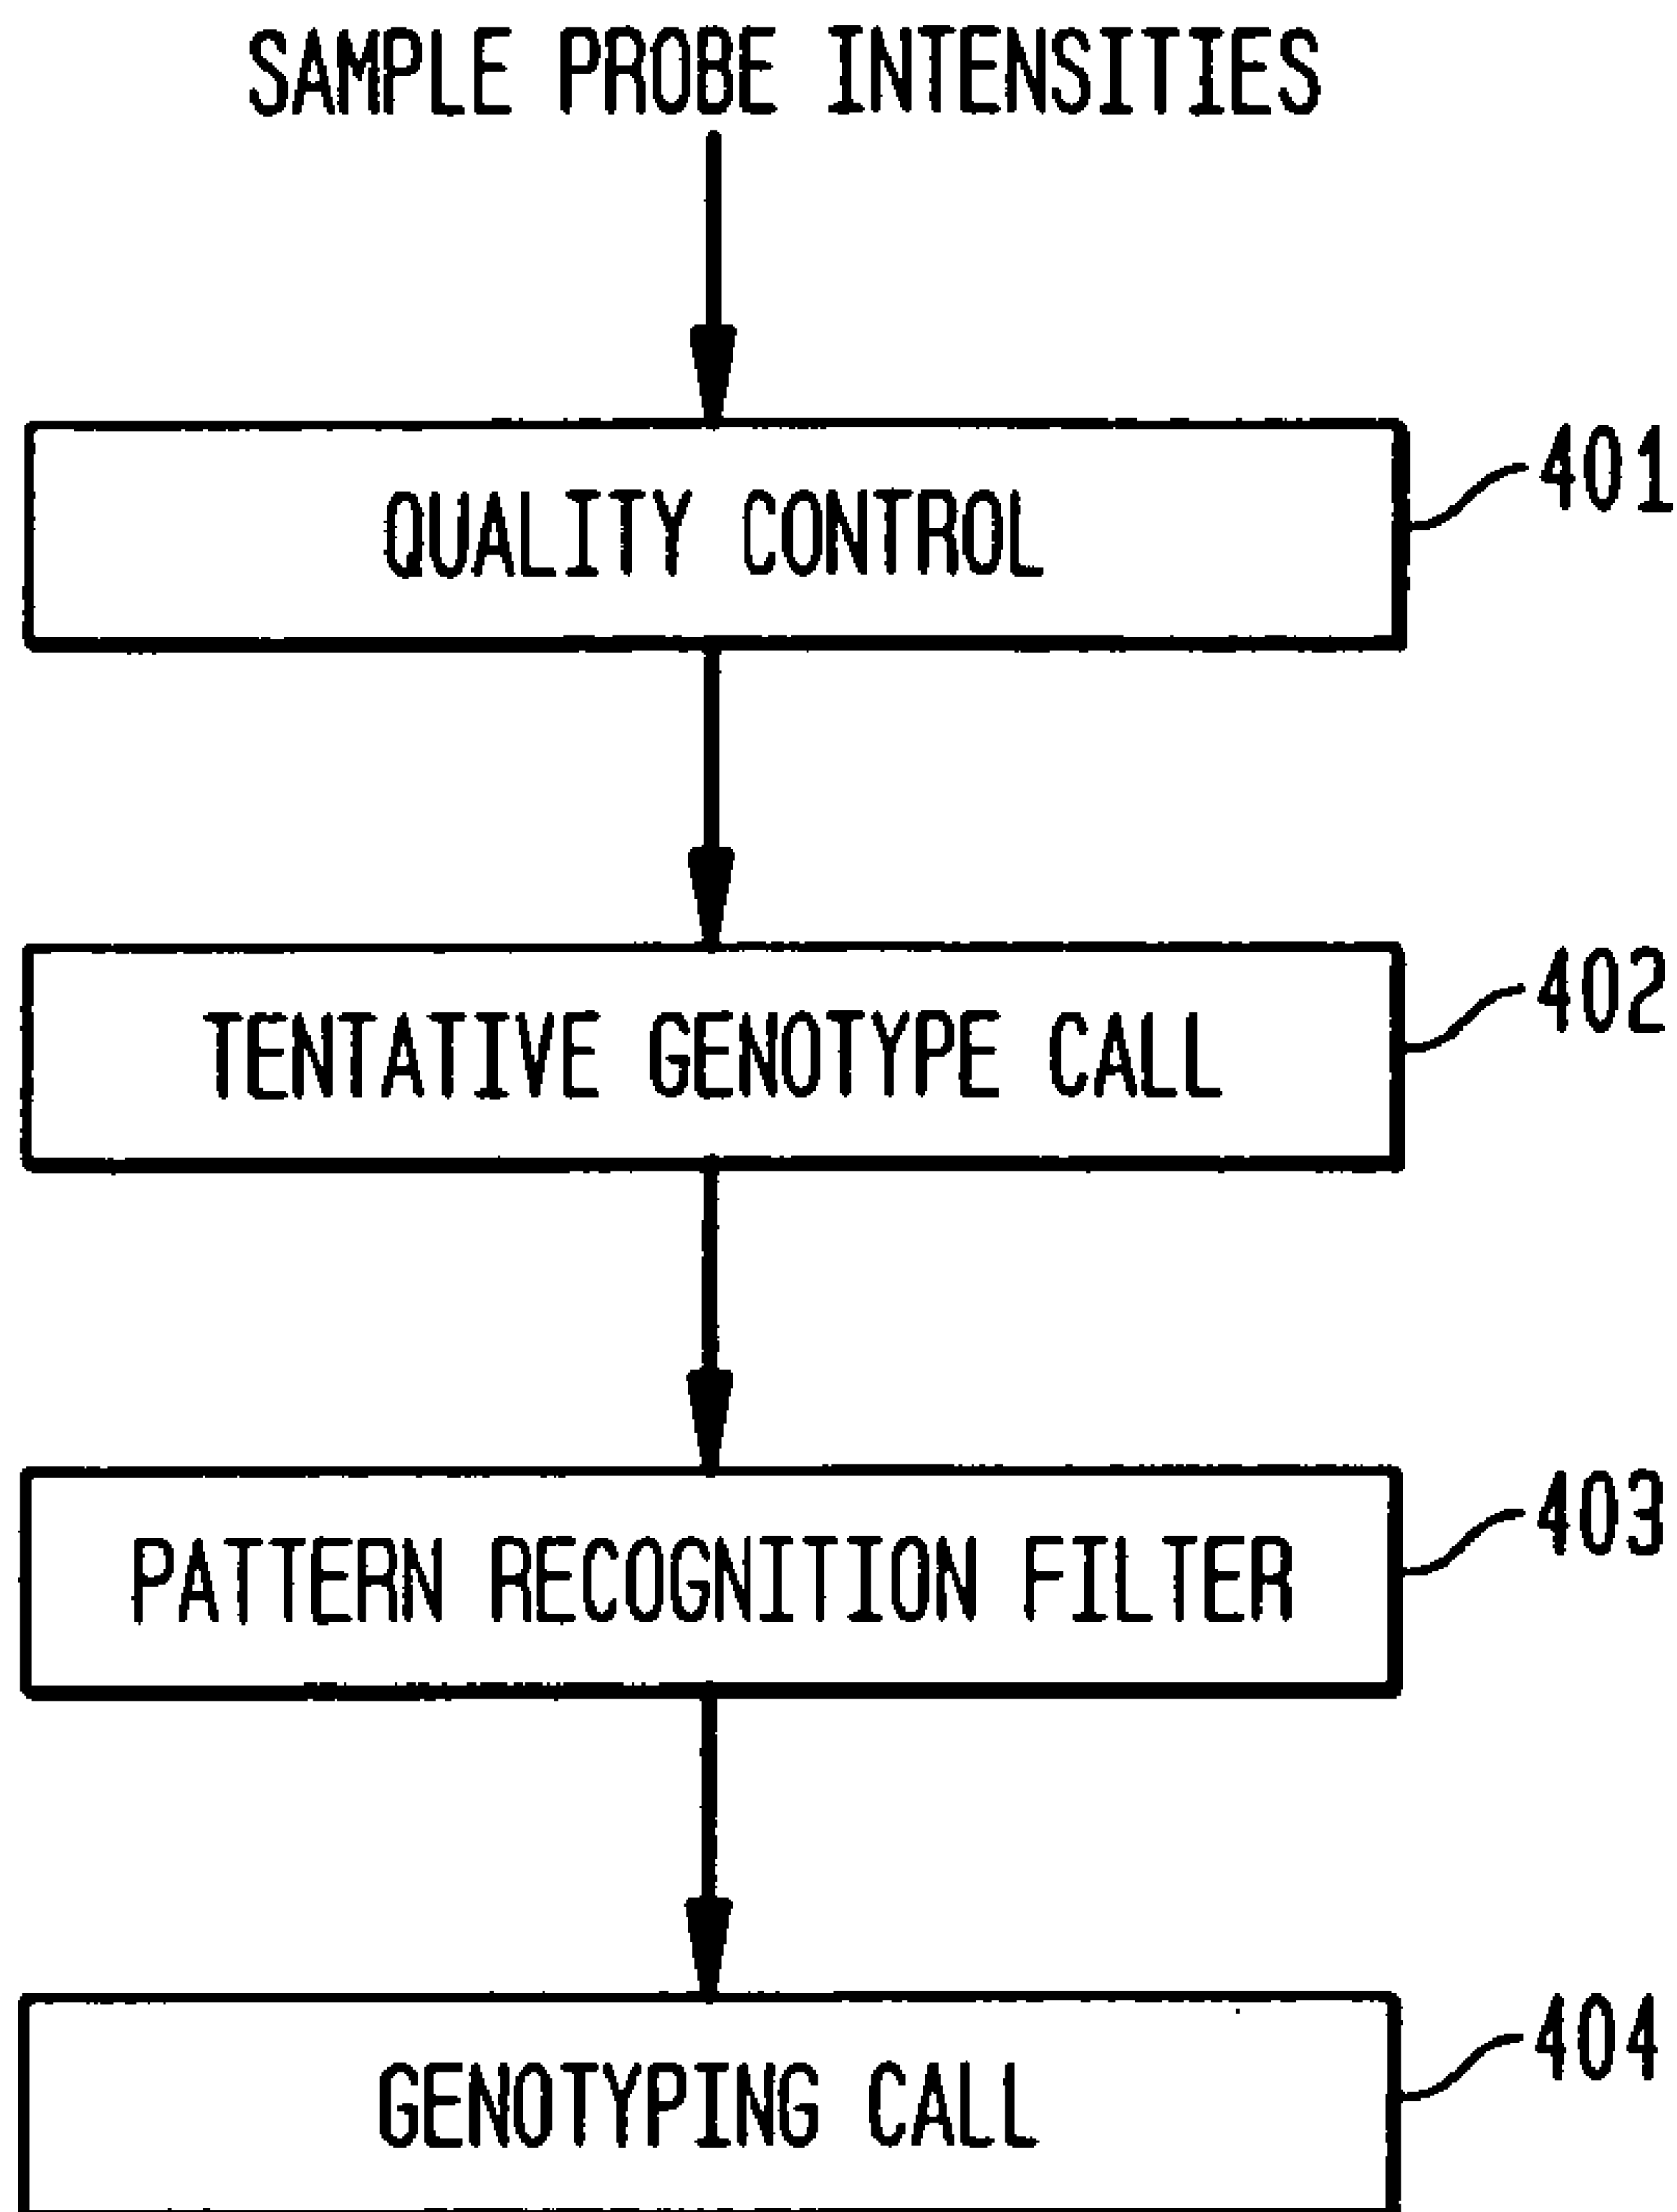 SAMPLE PROBE INTENSITIES
QUALITY CONTROL
401
TENTATIVE GENOTYPE CALL
402
PATTERN RECOGNITION FILTER
403
GENOTYPING CALL
404